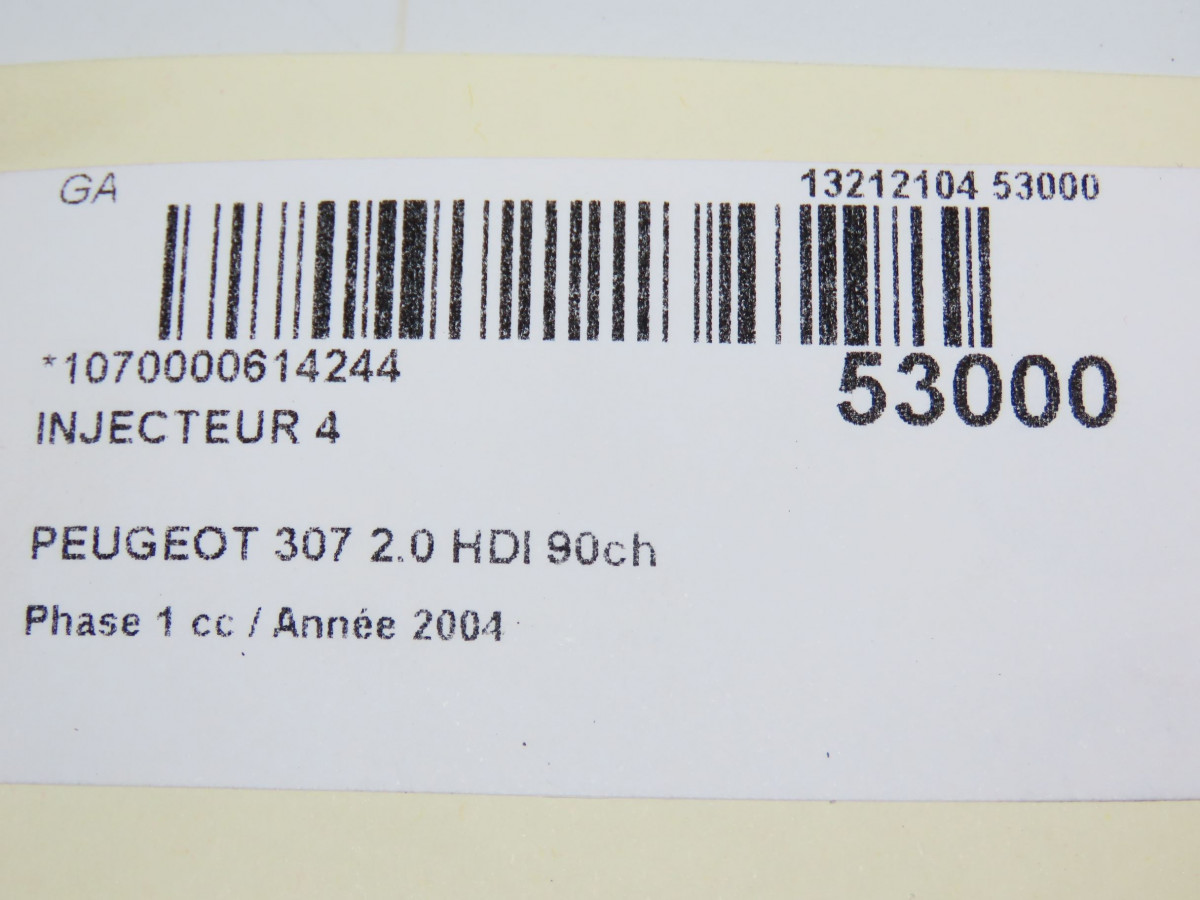 GA
13212104 53000
*1070000614244
53000
INJECTEUR 4
PEUGEOT 307 2.0 HDI 90ch
Phase 1 cc / Année 2004